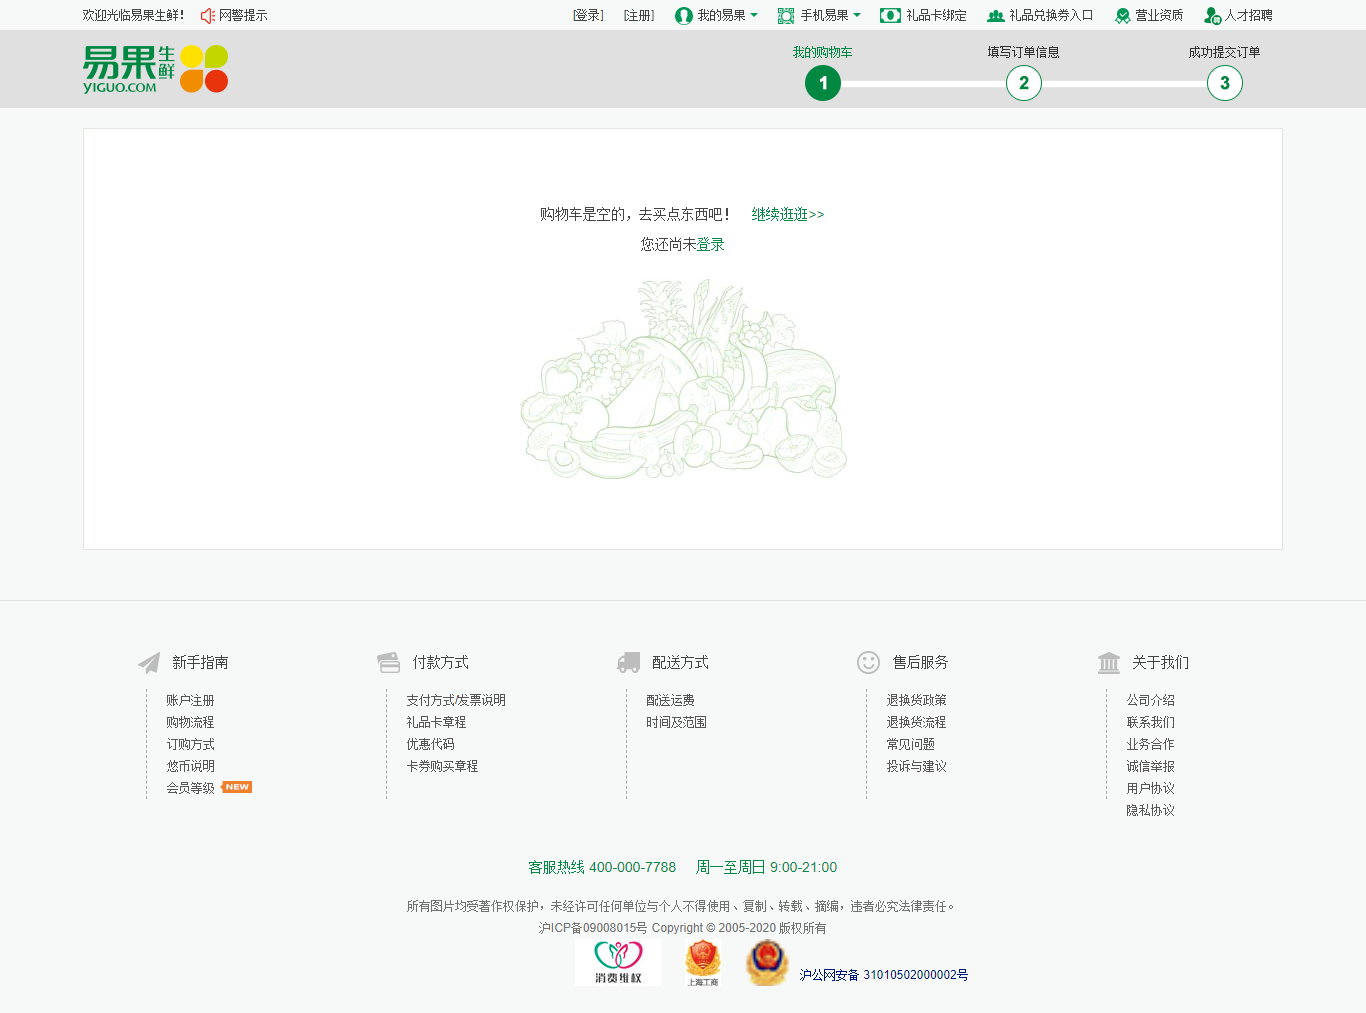 欢迎光临易果生鲜! 网警提示 [登录] [注册] 我的易果 手机易果 礼品卡绑定 礼品兑换券入口 营业资质 人才招聘
易果生鲜
YIGUO.COM
我的购物车 填写订单信息 成功提交订单
1 2 3
购物车是空的，去买点东西吧！ 继续逛逛>>
您还尚未登录
新手指南
账户注册
购物流程
订购方式
悠币说明
会员等级 NEW
付款方式
支付方式/发票说明
礼品卡章程
优惠代码
卡券购买章程
配送方式
配送运费
时间及范围
售后服务
退换货政策
退换货流程
常见问题
投诉与建议
关于我们
公司介绍
联系我们
业务合作
诚信举报
用户协议
隐私协议
客服热线 400-000-7788 周一至周日 9:00-21:00
所有图片均受著作权保护，未经许可任何单位与个人不得使用、复制、转载、摘编，违者必究法律责任。
沪ICP备09008015号 Copyright © 2005-2020 版权所有
消费维权 上海工商 沪公网安备 31010502000002号